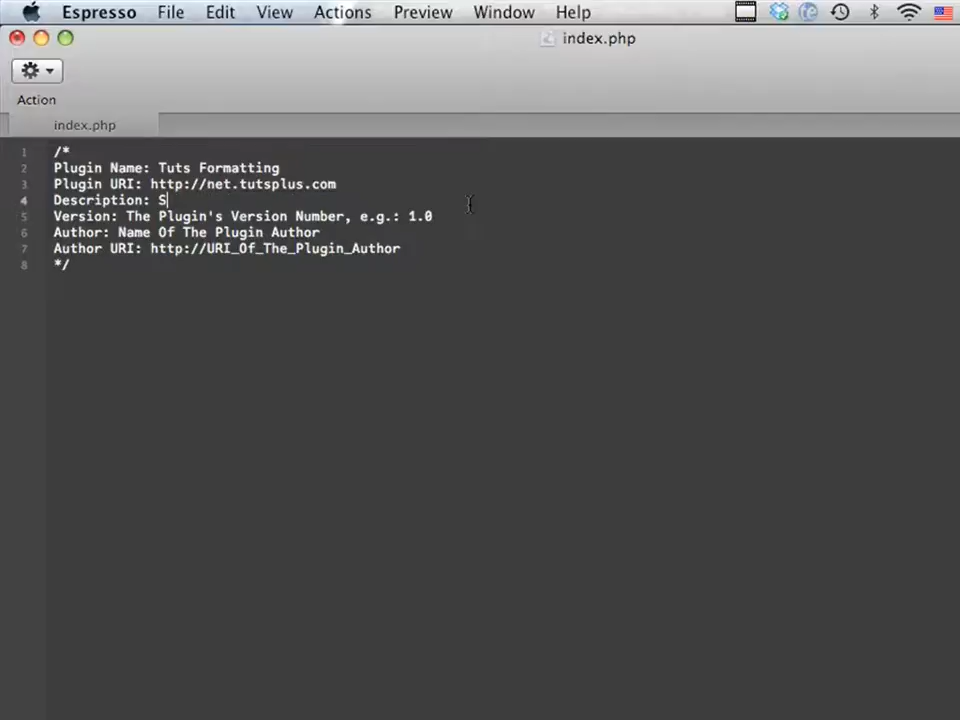 Espresso File Edit View Actions Preview Window Help
index.php
Action
index.php
1 /*
2 Plugin Name: Tuts Formatting
3 Plugin URI: http://net.tutsplus.com
4 Description: S
5 Version: The Plugin's Version Number, e.g.: 1.0
6 Author: Name Of The Plugin Author
7 Author URI: http://URI_Of_The_Plugin_Author
8 */